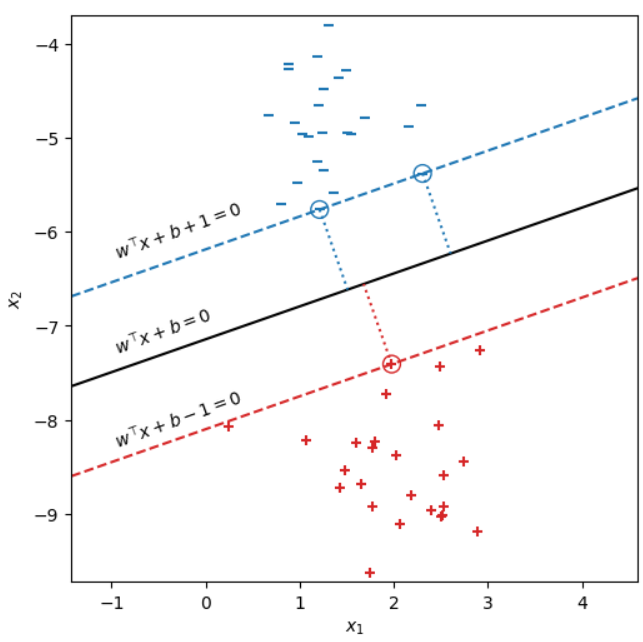 −4
−5
−6
−7
−8
−9
x₂
w⊤x + b + 1 = 0
w⊤x + b = 0
w⊤x + b − 1 = 0
−1 0 1 2 3 4
x₁